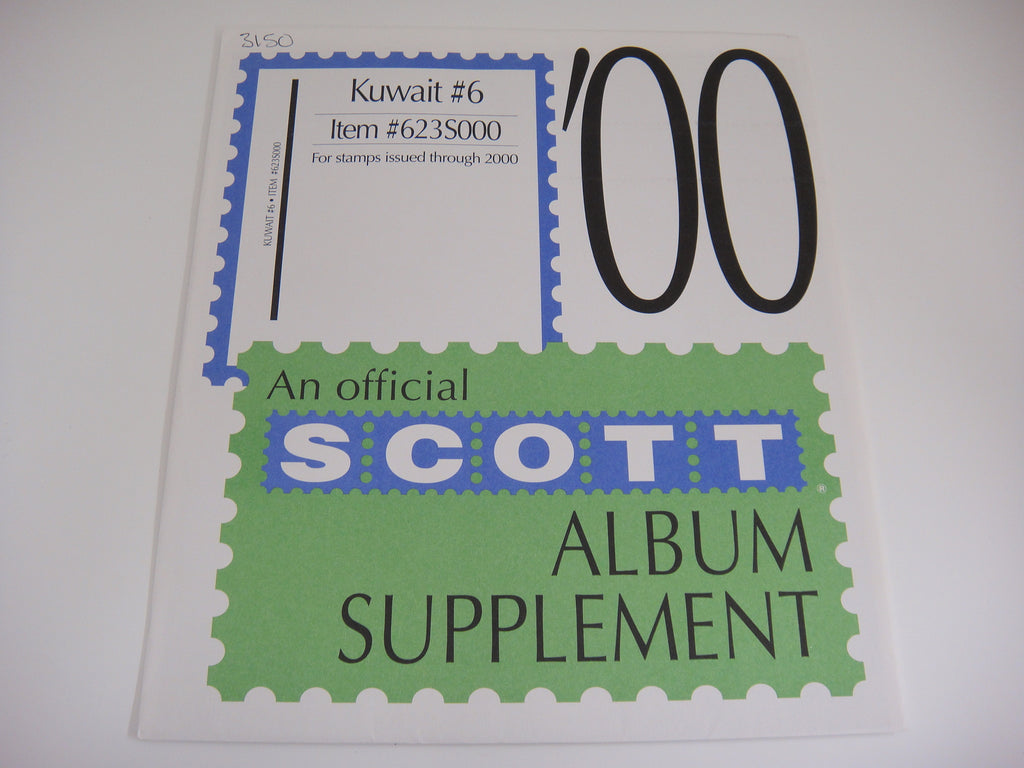 3150
Kuwait #6
Item #623S000
For stamps issued through 2000
KUWAIT #6 • ITEM #623S000
'00
An official
SCOTT®
ALBUM
SUPPLEMENT